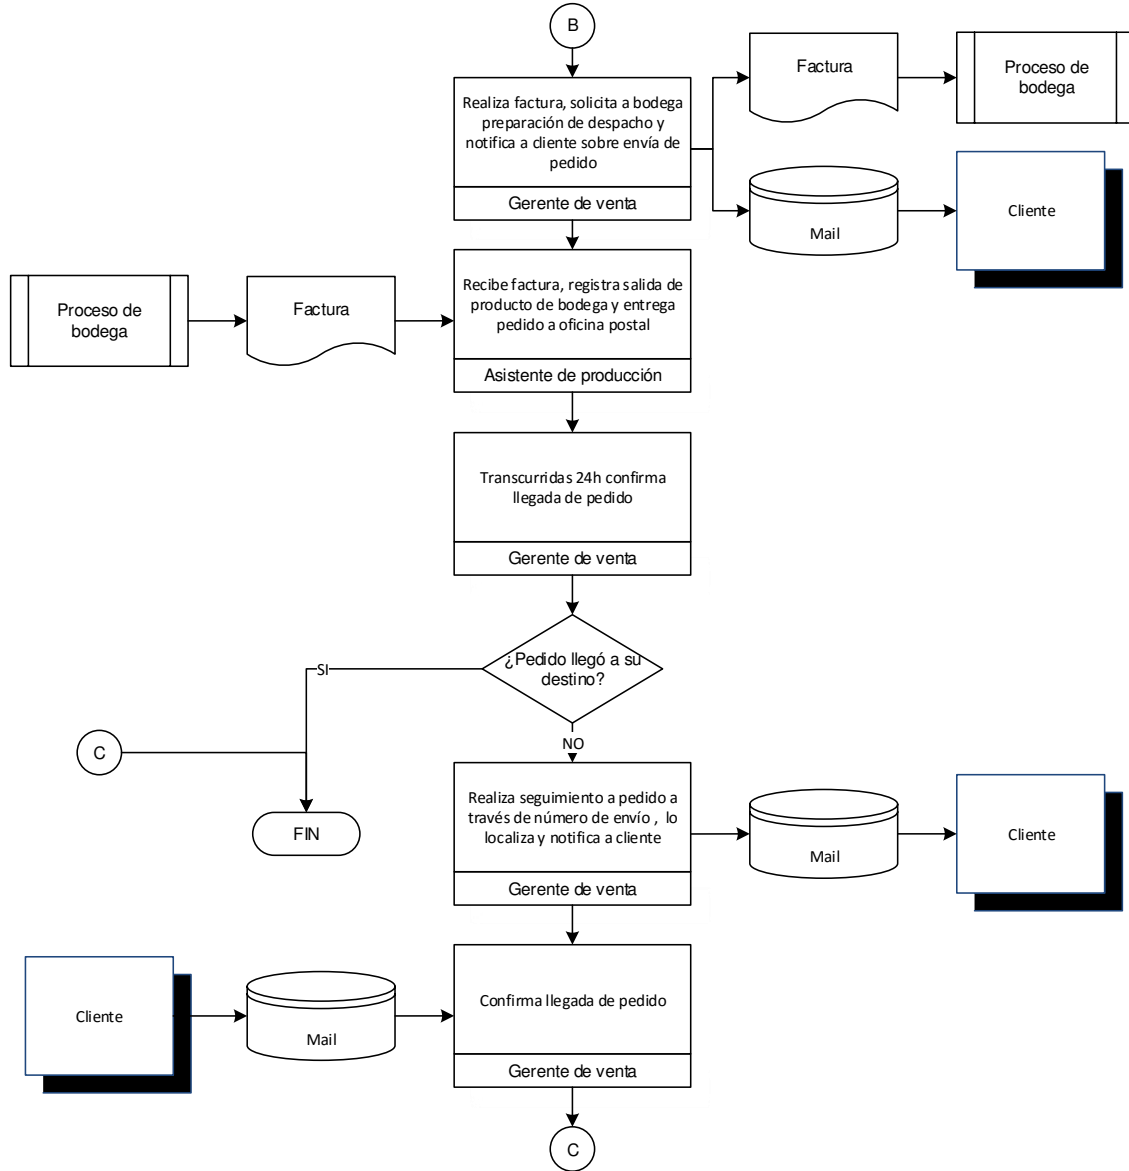 B
Realiza factura, solicita a bodega
preparación de despacho y
notifica a cliente sobre envía de
pedido
Gerente de venta
Factura
Proceso de
bodega
Mail
Cliente
Proceso de
bodega
Factura
Recibe factura, registra salida de
producto de bodega y entrega
pedido a oficina postal
Asistente de producción
Transcurridas 24h confirma
llegada de pedido
Gerente de venta
¿Pedido llegó a su
destino?
SI
NO
C
FIN
Realiza seguimiento a pedido a
través de número de envío , lo
localiza y notifica a cliente
Gerente de venta
Mail
Cliente
Cliente
Mail
Confirma llegada de pedido
Gerente de venta
C